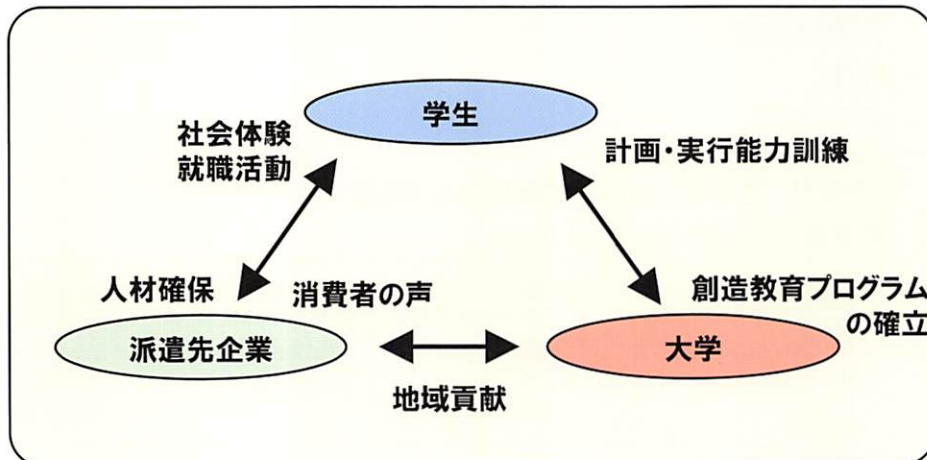 学生
社会体験
就職活動
計画・実行能力訓練
人材確保
消費者の声
創造教育プログラム
の確立
派遣先企業
大学
地域貢献